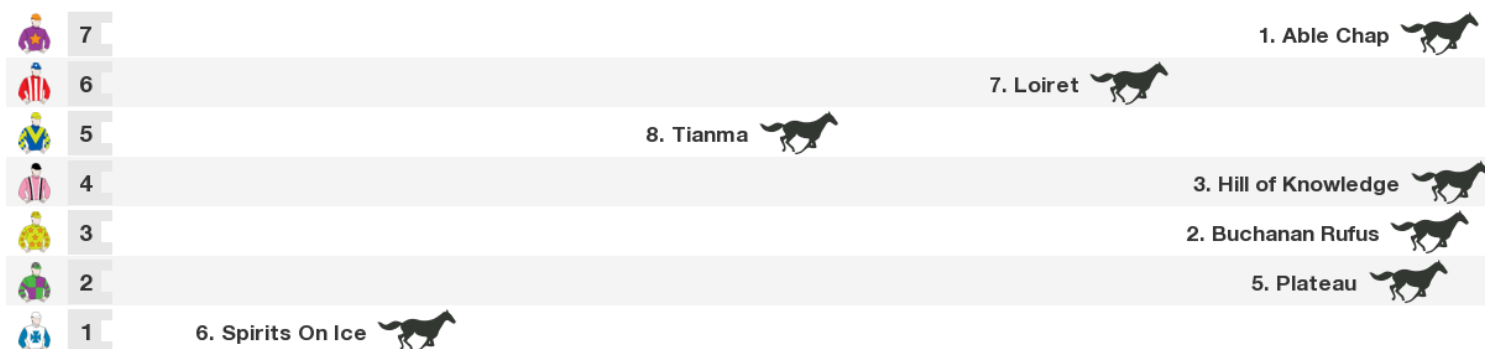 7 1. Able Chap
6 7. Loiret
5 8. Tianma
4 3. Hill of Knowledge
3 2. Buchanan Rufus
2 5. Plateau
1 6. Spirits On Ice